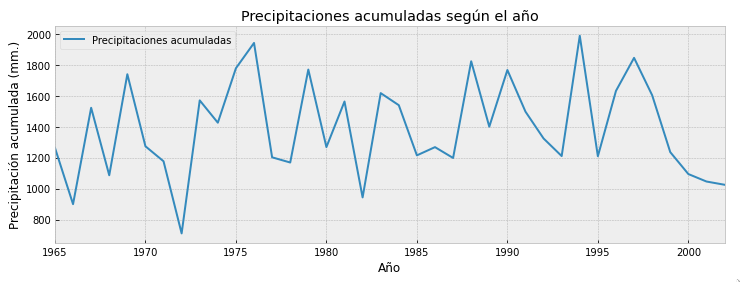 Precipitaciones acumuladas según el año
Precipitaciones acumuladas
Precipitación acumulada (mm.)
2000
1800
1600
1400
1200
1000
800
1965 1970 1975 1980 1985 1990 1995 2000
Año